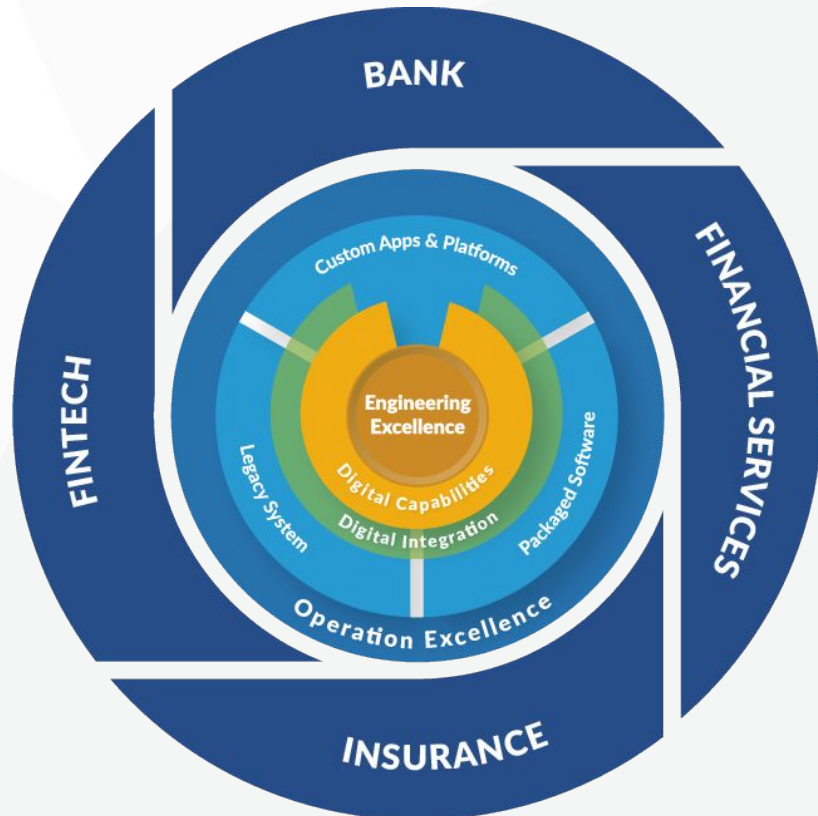 BANK
FINANCIAL SERVICES
INSURANCE
FINTECH
Custom Apps & Platforms
Legacy System
Packaged Software
Engineering
Excellence
Digital Capabilities
Digital Integration
Operation Excellence